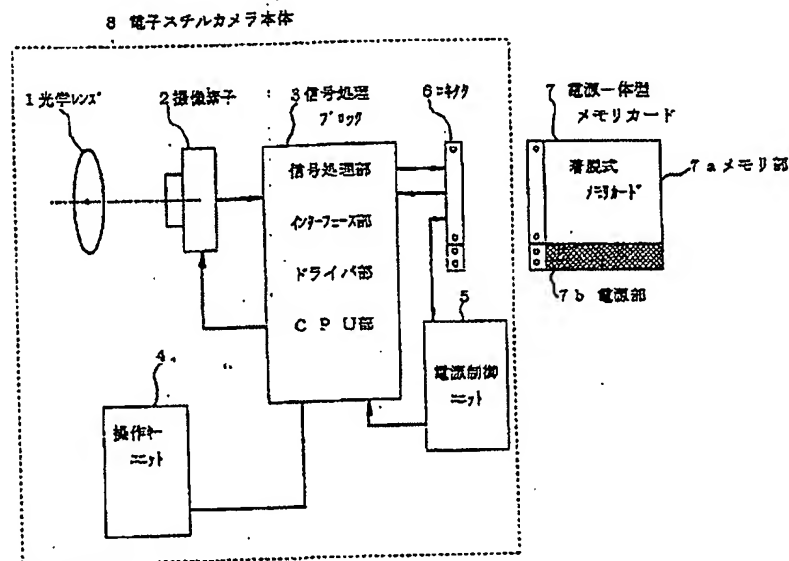 8 電子スチルカメラ本体
1光学レンズ
2撮像素子
3信号処理
ブロック
信号処理部
インターフェース部
ドライバ部
CPU部
6コネクタ
7 電源一体型
メモリカード
着脱式
メモリカード
7aメモリ部
7b 電源部
5
電源制御
ユニット
4
操作キー
ユニット